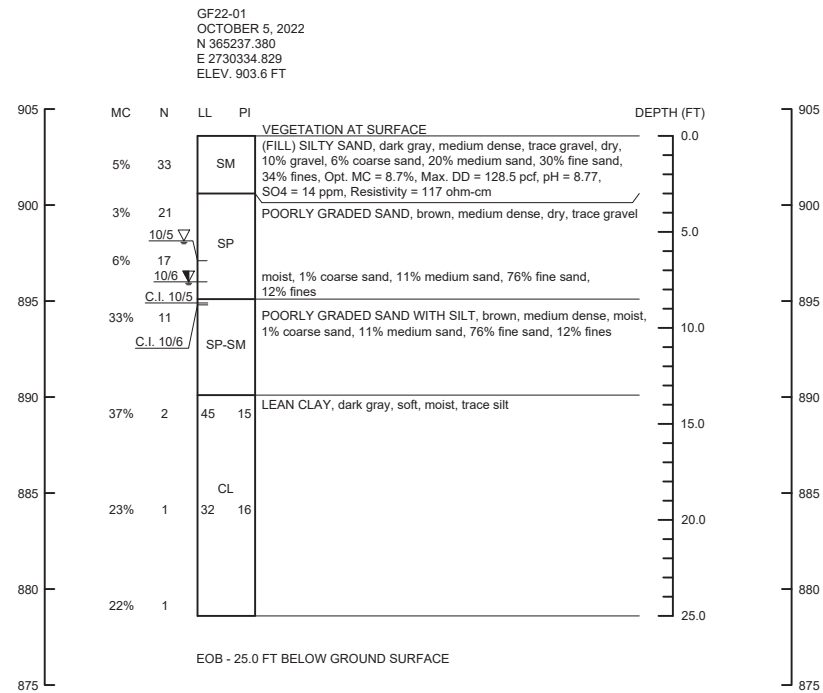 GF22-01
OCTOBER 5, 2022
N 365237.380
E 2730334.829
ELEV. 903.6 FT
905 905
MC N LL PI DEPTH (FT)
VEGETATION AT SURFACE 0.0
(FILL) SILTY SAND, dark gray, medium dense, trace gravel, dry,
5% 33 SM 10% gravel, 6% coarse sand, 20% medium sand, 30% fine sand,
34% fines, Opt. MC = 8.7%, Max. DD = 128.5 pcf, pH = 8.77,
SO4 = 14 ppm, Resistivity = 117 ohm-cm
900 900
3% 21 POORLY GRADED SAND, brown, medium dense, dry, trace gravel
10/5 SP 5.0
6% 17
10/6 moist, 1% coarse sand, 11% medium sand, 76% fine sand,
12% fines
895 895
C.I. 10/5
33% 11 POORLY GRADED SAND WITH SILT, brown, medium dense, moist,
1% coarse sand, 11% medium sand, 76% fine sand, 12% fines 10.0
C.I. 10/6 SP-SM
890 890
LEAN CLAY, dark gray, soft, moist, trace silt
37% 2 45 15 15.0
885 885
CL
23% 1 32 16 20.0
880 880
22% 1 25.0
EOB - 25.0 FT BELOW GROUND SURFACE
875 875